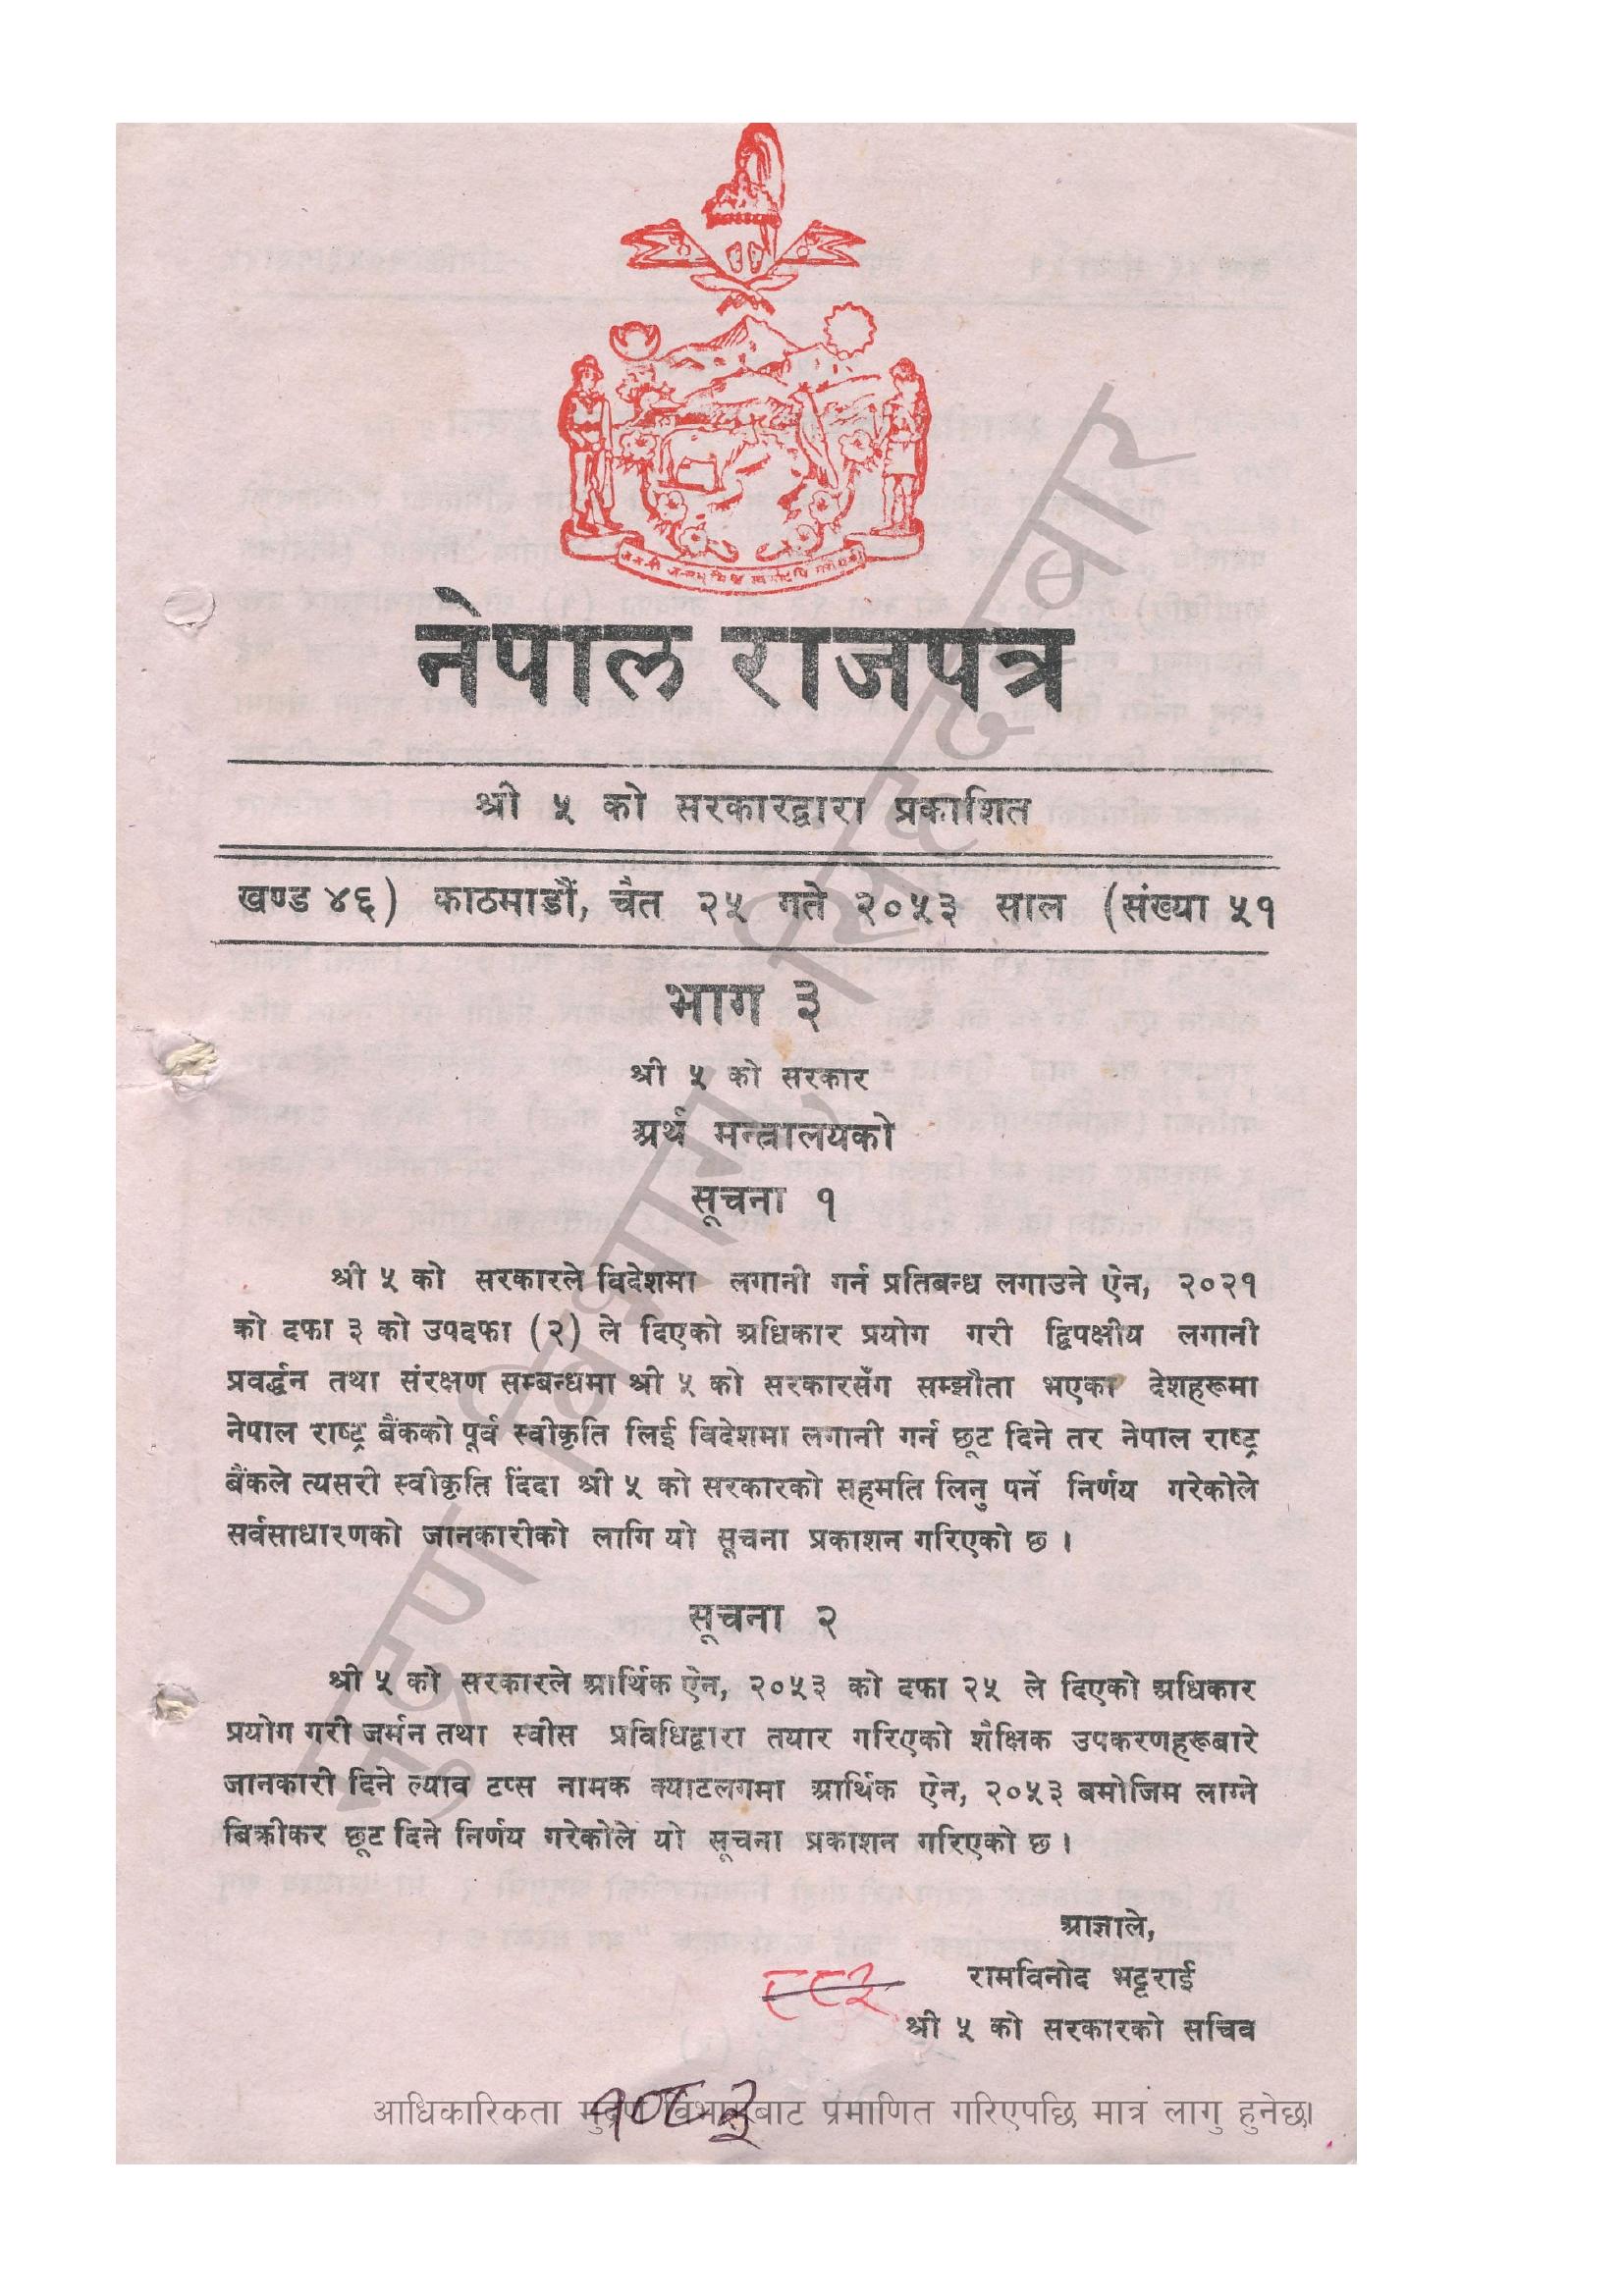 नेपाल राजपत्र
श्री ५ को सरकारद्वारा प्रकाशित
खण्ड ४६) काठमाडौं, चैत २५ गते २०५३ साल (संख्या ५१
भाग ३
श्री ५ को सरकार
अर्थ मन्त्रालयको
सूचना १
श्री ५ को सरकारले विदेशमा लगानी गर्न प्रतिबन्ध लगाउने ऐन, २०२१
को दफा ३ को उपदफा (२) ले दिएको अधिकार प्रयोग गरी द्विपक्षीय लगानी
प्रवर्द्धन तथा संरक्षण सम्बन्धमा श्री ५ को सरकारसँग सम्झौता भएका देशहरूमा
नेपाल राष्ट्र बैंकको पूर्व स्वीकृति लिई विदेशमा लगानी गर्न छूट दिने तर नेपाल राष्ट्र
बैंकले त्यसरी स्वीकृति दिंदा श्री ५ को सरकारको सहमति लिनु पर्ने निर्णय गरेकोले
सर्वसाधारणको जानकारीको लागि यो सूचना प्रकाशन गरिएको छ ।
सूचना २
श्री ५ को सरकारले आर्थिक ऐन, २०५३ को दफा २५ ले दिएको अधिकार
प्रयोग गरी जर्मन तथा स्वीस प्रविधिद्वारा तयार गरिएको शैक्षिक उपकरणहरूबारे
जानकारी दिने ल्याव टप्स नामक क्याटलगमा आर्थिक ऐन, २०५३ बमोजिम लाग्ने
बिक्रीकर छूट दिने निर्णय गरेकोले यो सूचना प्रकाशन गरिएको छ ।
आज्ञाले,
रामविनोद भट्टराई
श्री ५ को सरकारको सचिव
आधिकारिकता मुद्रण विभागबाट प्रमाणित गरिएपछि मात्र लागु हुनेछ।
मुद्रण विभाग, सिंहदरबार